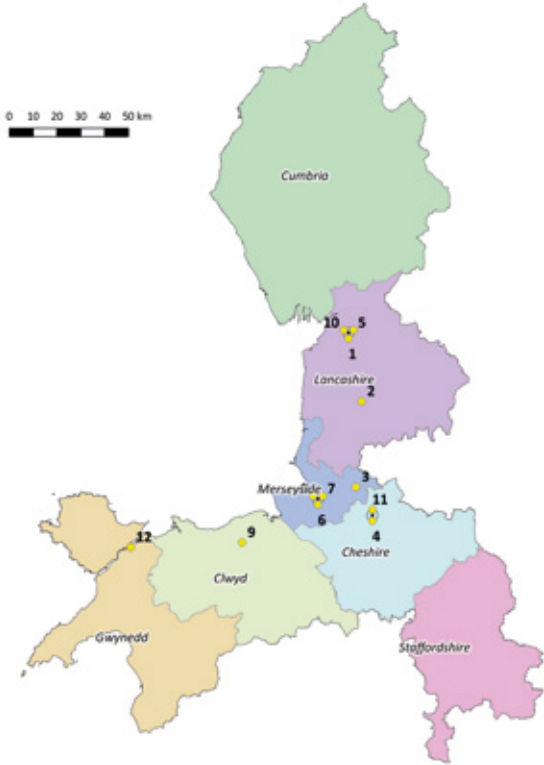 0 10 20 30 40 50 km
Cumbria
10 5
1
Lancashire
2
3
Merseyside 7
11
6
4
12
9
Cheshire
Clwyd
Gwynedd
Staffordshire